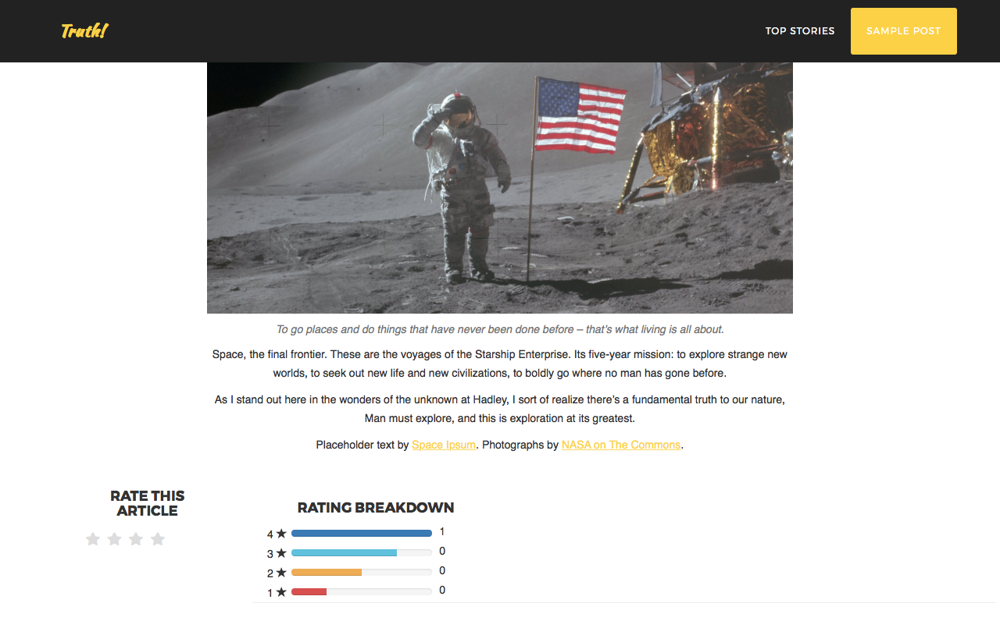 Truth!
TOP STORIES
SAMPLE POST
To go places and do things that have never been done before – that’s what living is all about.
Space, the final frontier. These are the voyages of the Starship Enterprise. Its five-year mission: to explore strange new
worlds, to seek out new life and new civilizations, to boldly go where no man has gone before.
As I stand out here in the wonders of the unknown at Hadley, I sort of realize there’s a fundamental truth to our nature,
Man must explore, and this is exploration at its greatest.
Placeholder text by Space Ipsum. Photographs by NASA on The Commons.
RATE THIS
ARTICLE
RATING BREAKDOWN
4 ★ 1
3 ★ 0
2 ★ 0
1 ★ 0